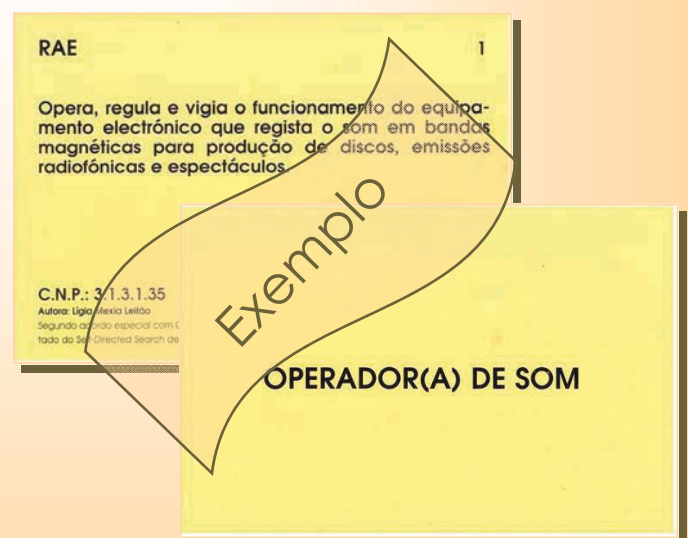 RAE 1
Opera, regula e vigia o funcionamento do equipa-
mento electrónico que regista o som em bandas
magnéticas para produção de discos, emissões
radiofónicas e espectáculos.
C.N.P.: 3.1.3.1.35
Autora: Lígia Mexia Leitão
Segundo acordo especial com
tado do Self-Directed Search de
Exemplo
OPERADOR(A) DE SOM